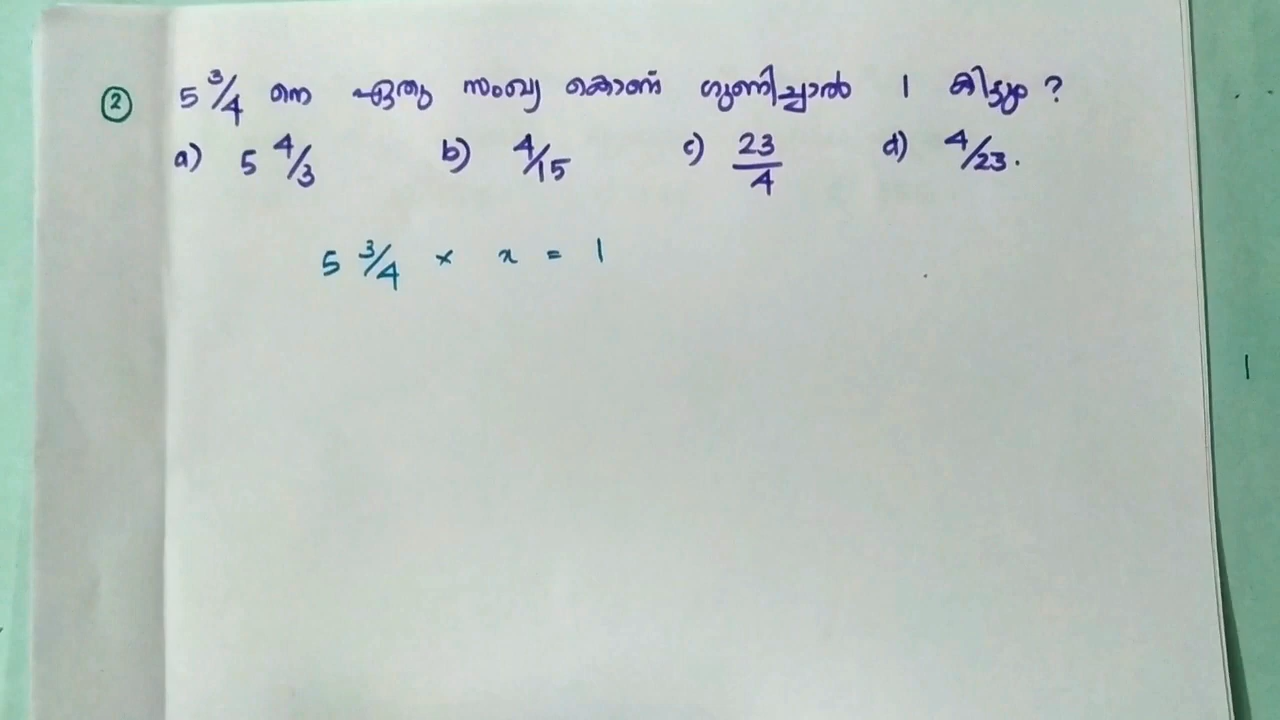 ② 5 3/4 നെ ഏതു സംഖ്യ കൊണ്ട് ഗുണിച്ചാൽ 1 കിട്ടും ?
a) 5 4/3 b) 4/15 c) 23/4 d) 4/23.
5 3/4 × x = 1